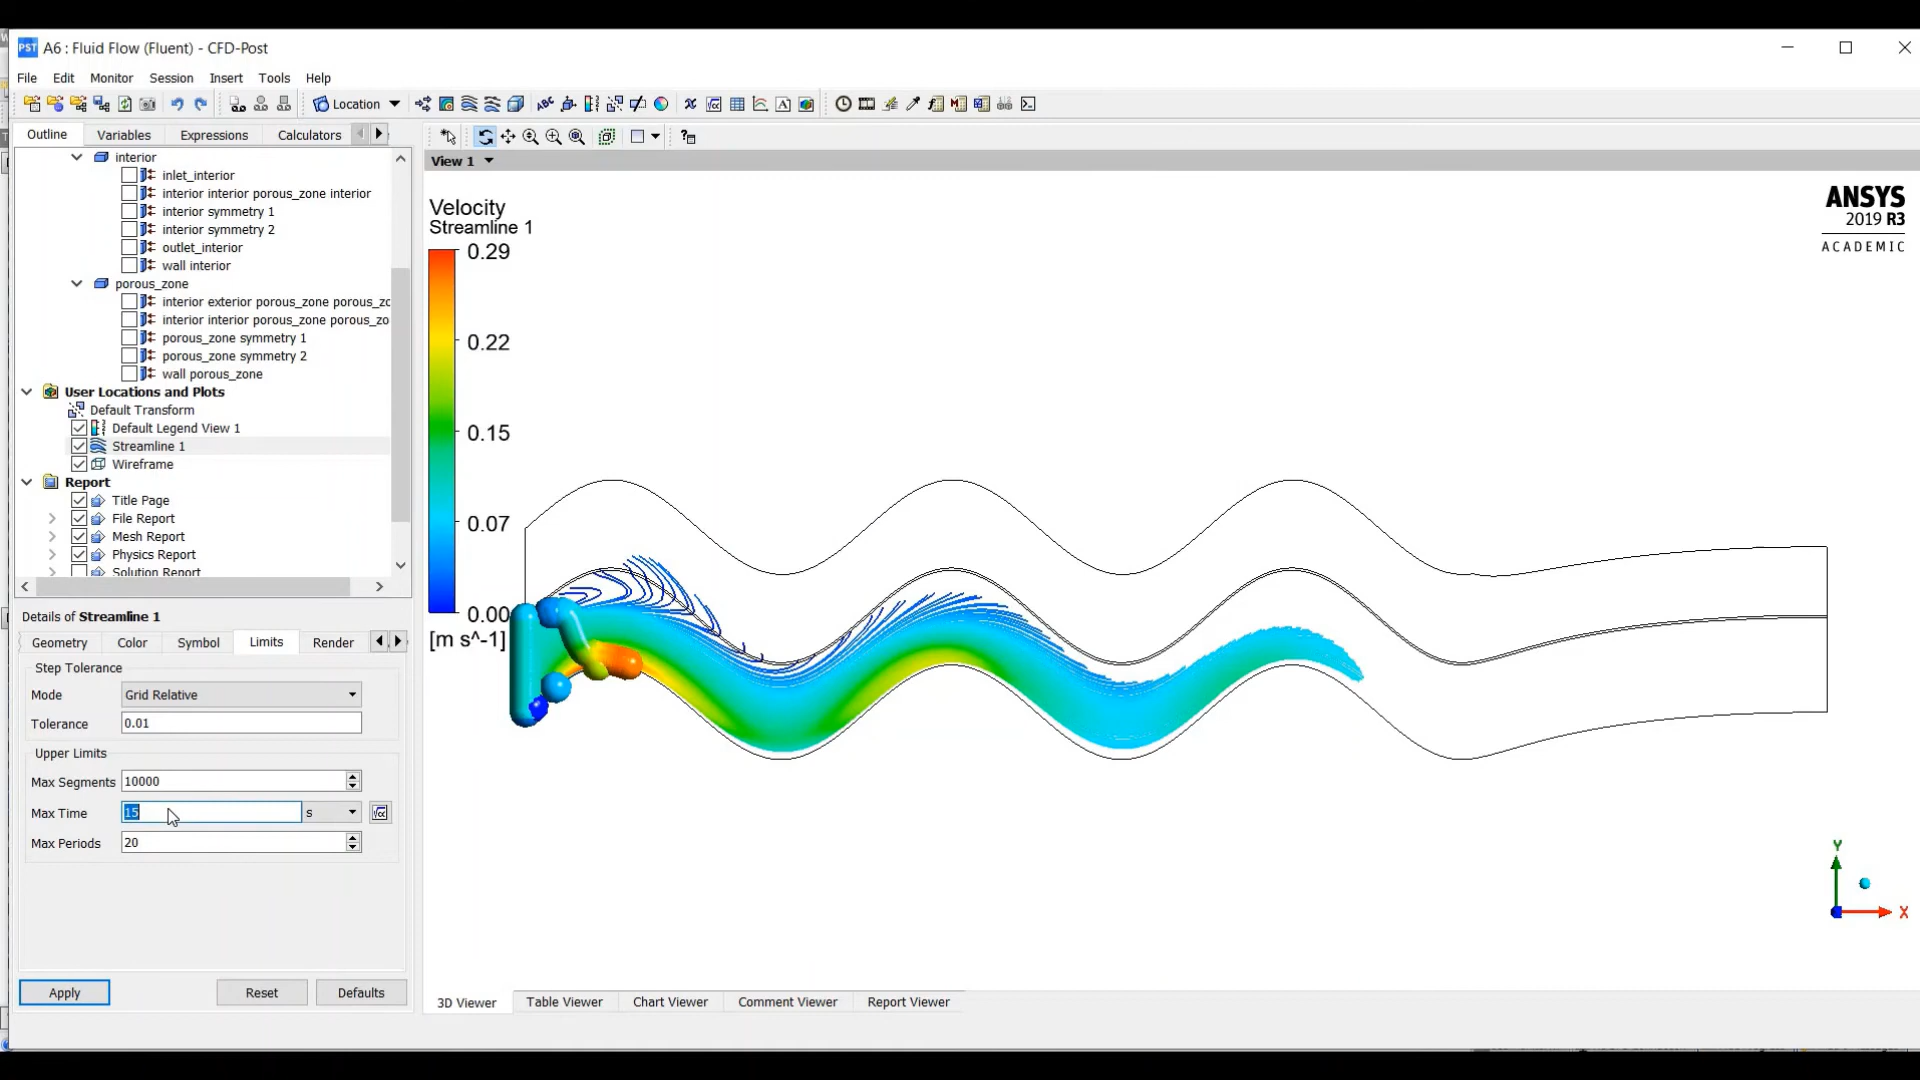 PST A6 : Fluid Flow (Fluent) - CFD-Post
File Edit Monitor Session Insert Tools Help
Location
Outline Variables Expressions Calculators
View 1
interior
inlet_interior
interior interior porous_zone interior
interior symmetry 1
interior symmetry 2
outlet_interior
wall interior
porous_zone
interior exterior porous_zone porous_zo
interior interior porous_zone porous_zo
porous_zone symmetry 1
porous_zone symmetry 2
wall porous_zone
User Locations and Plots
Default Transform
Default Legend View 1
Streamline 1
Wireframe
Report
Title Page
File Report
Mesh Report
Physics Report
Solution Report
Details of Streamline 1
Geometry Color Symbol Limits Render
Step Tolerance
Mode Grid Relative
Tolerance 0.01
Upper Limits
Max Segments 10000
Max Time 15 s
Max Periods 20
Apply Reset Defaults
Velocity
Streamline 1
0.29
0.22
0.15
0.07
0.00
[m s^-1]
ANSYS
2019 R3
ACADEMIC
Y
X
3D Viewer Table Viewer Chart Viewer Comment Viewer Report Viewer